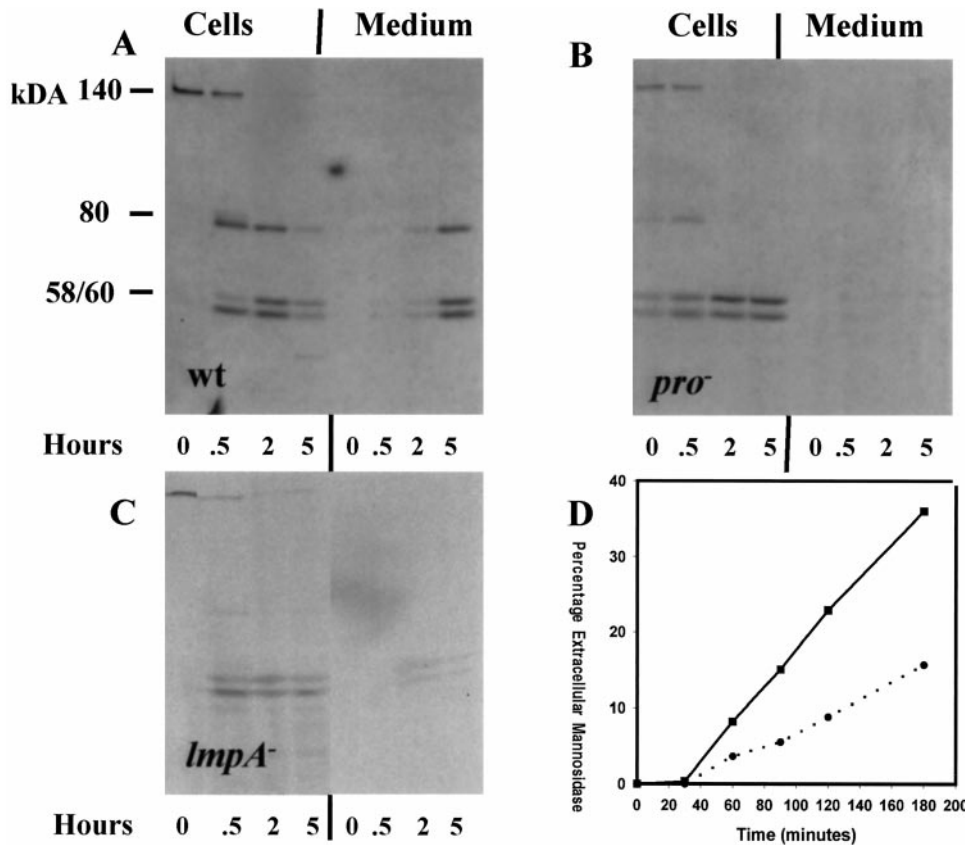 Cells Medium
A
kDA 140
80
58/60
wt
Hours 0 .5 2 5 0 .5 2 5
Cells Medium
B
pro-
0 .5 2 5 0 .5 2 5
C
lmpA-
Hours 0 .5 2 5 0 .5 2 5
D
Percentage Extracellular Mannosidase
40
30
20
10
0
0 20 40 60 80 100 120 140 160 180 200
Time (minutes)